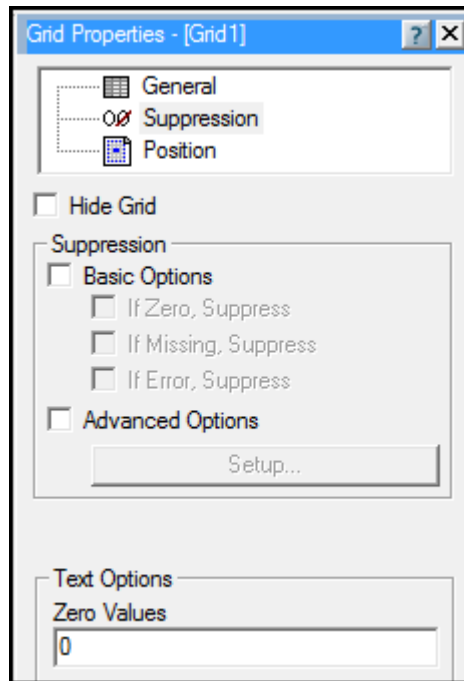 Grid Properties - [Grid1]
General
Suppression
Position
Hide Grid
Suppression
Basic Options
If Zero, Suppress
If Missing, Suppress
If Error, Suppress
Advanced Options
Setup...
Text Options
Zero Values
0